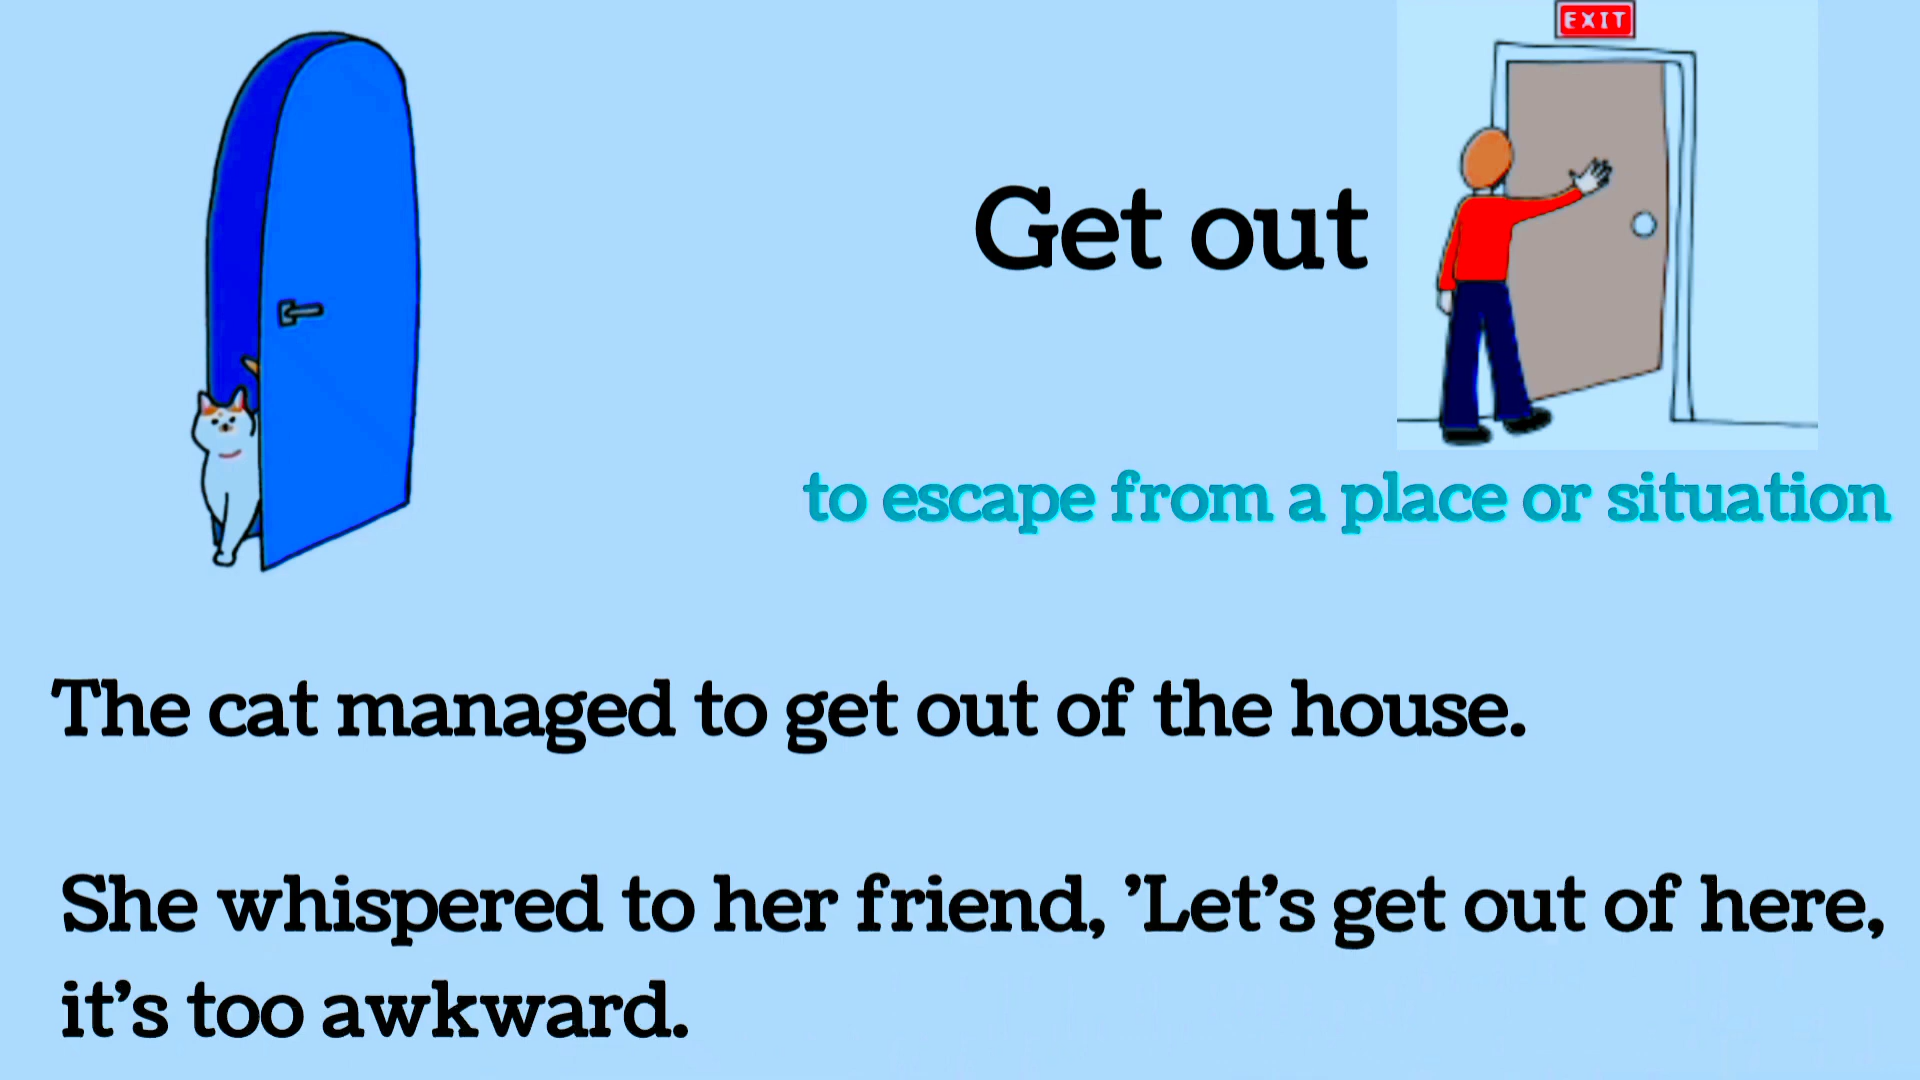 EXIT
Get out
to escape from a place or situation
The cat managed to get out of the house.
She whispered to her friend, ’Let’s get out of here,
it’s too awkward.